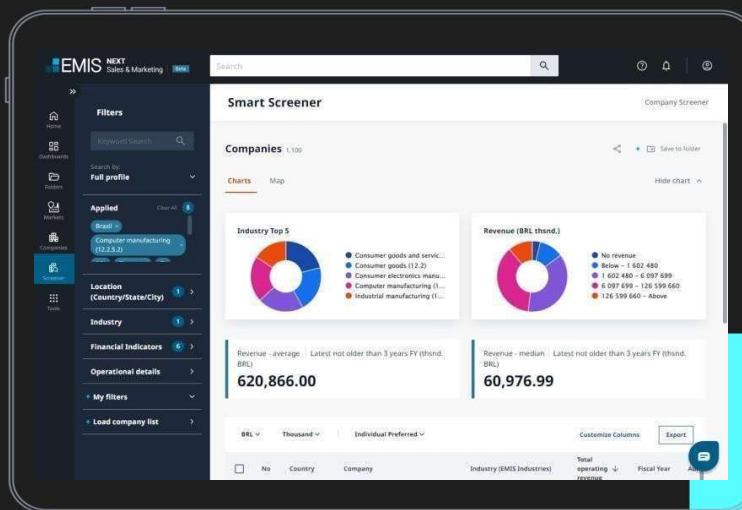 EMIS NEXT
Sales & Marketing Beta
Search
Home
Dashboards
Folders
Markets
Companies
Screener
Tools
Filters
Keyword Search
Search by:
Full profile
Applied Clear All 8
Brasil ×
Computer manufacturing
(12.2.5.2)
Location
(Country/State/City) 1
Industry 1
Financial Indicators 6
Operational details
+ My filters
+ Load company list
Smart Screener
Company Screener
Companies 1.100
Save to folder
Charts Map
Hide chart
Industry Top 5
Consumer goods and servic...
Consumer goods (12.2)
Consumer electronics manu...
Computer manufacturing (1...
Industrial manufacturing (1...
Revenue (BRL thsnd.)
No revenue
Below - 1 602 480
1 602 480 - 6 097 699
6 097 699 - 126 599 660
126 599 660 - Above
Revenue - average | Latest not older than 3 years FY (thsnd.
BRL)
620,866.00
Revenue - median | Latest not older than 3 years FY (thsnd.
BRL)
60,976.99
BRL Thousand Individual Preferred
Customize Columns Export
No Country Company Industry (EMIS Industries) Total
operating
revenue Fiscal Year